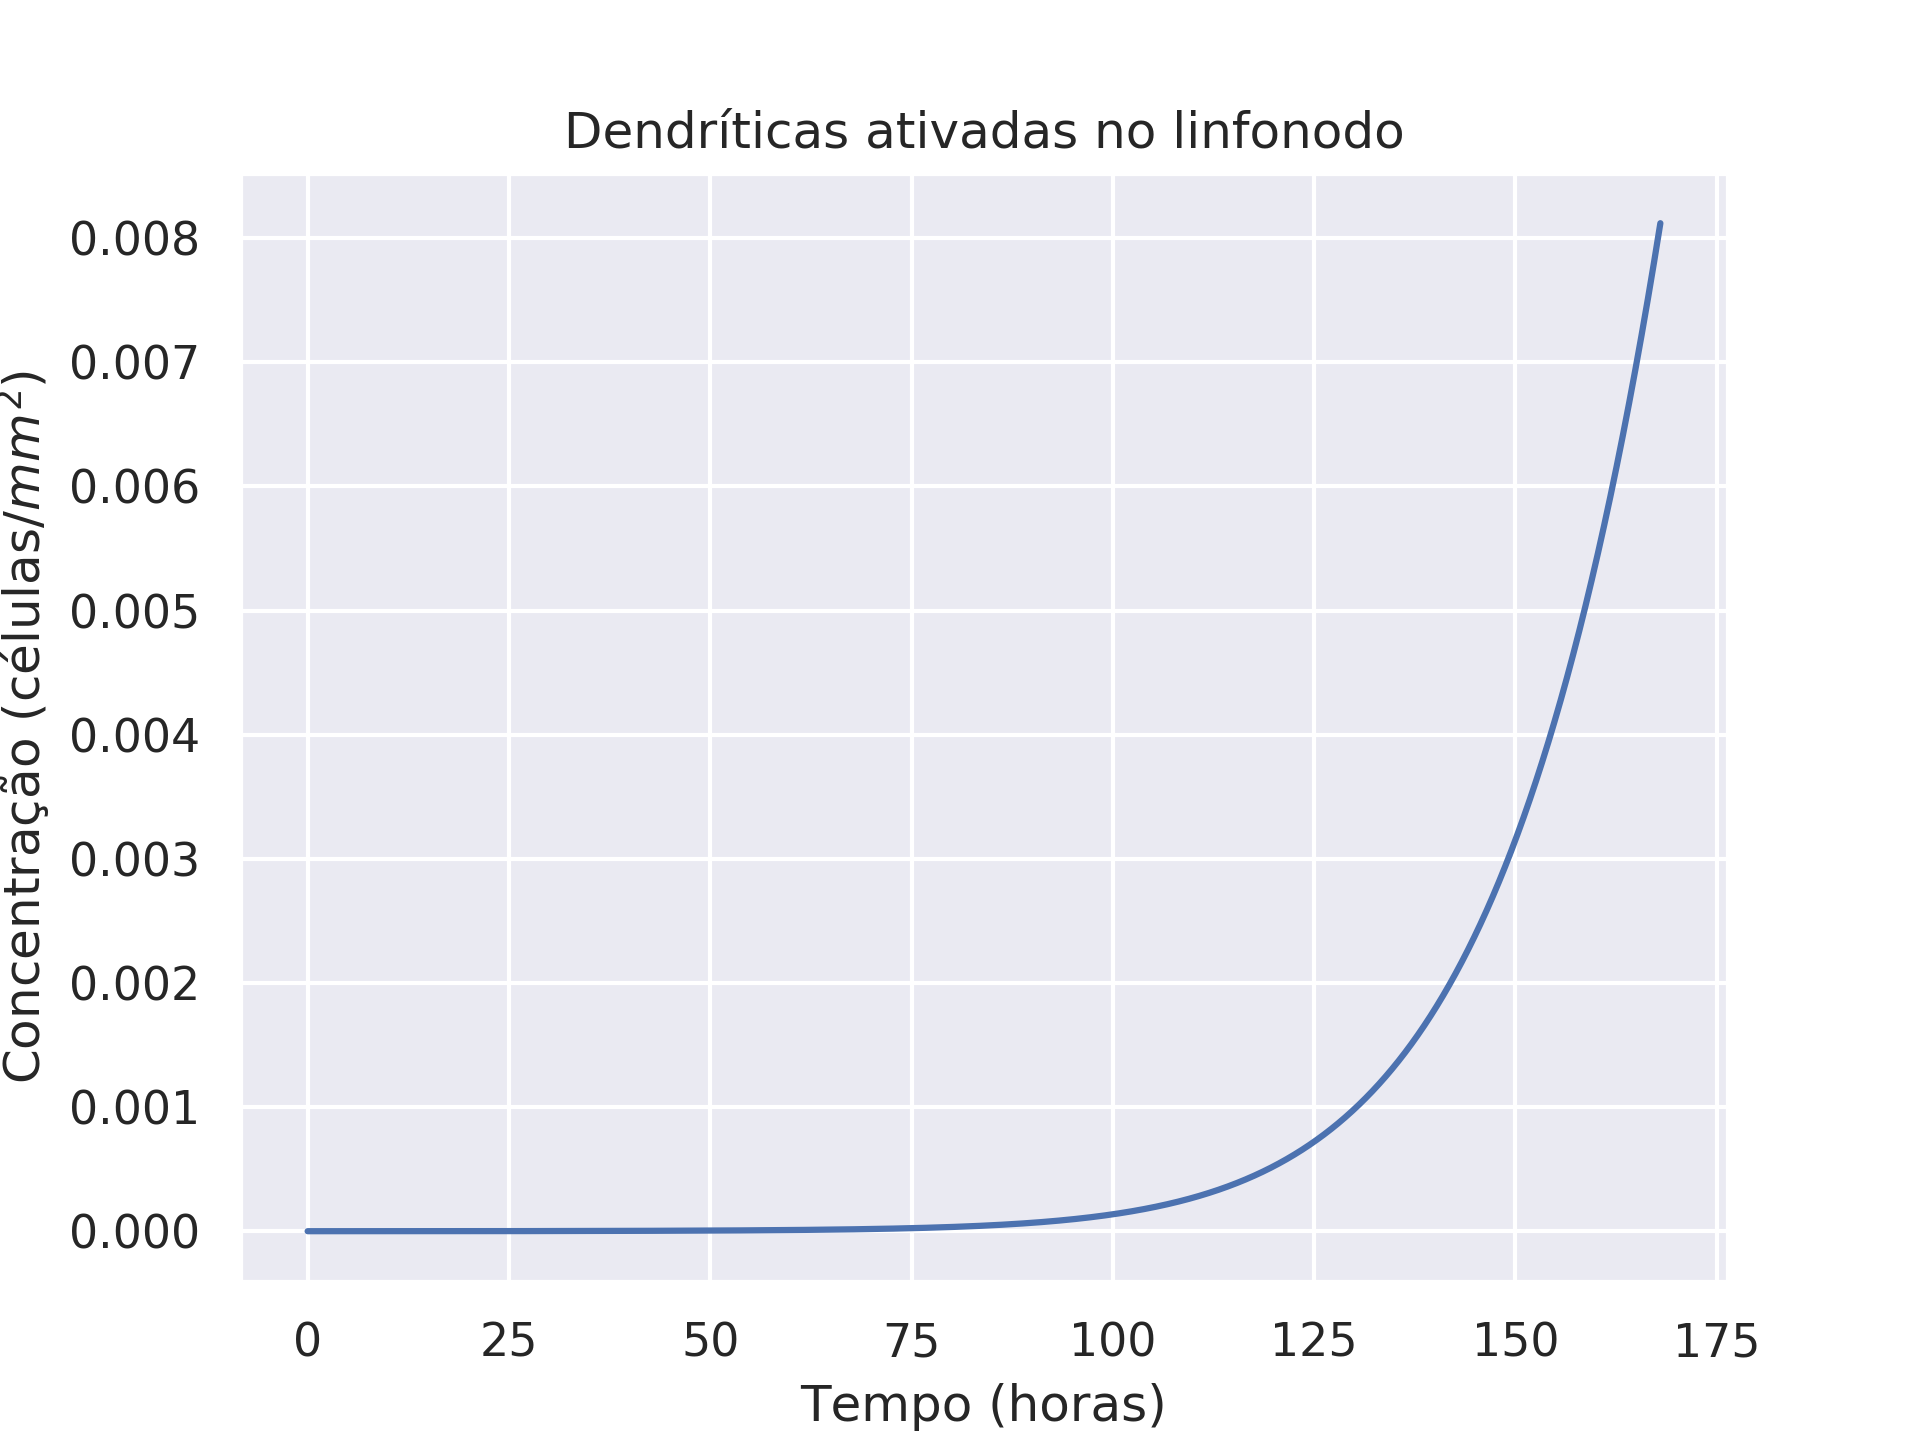 Dendríticas ativadas no linfonodo
Concentração (células/mm²)
0.008
0.007
0.006
0.005
0.004
0.003
0.002
0.001
0.000
0 25 50 75 100 125 150 175
Tempo (horas)